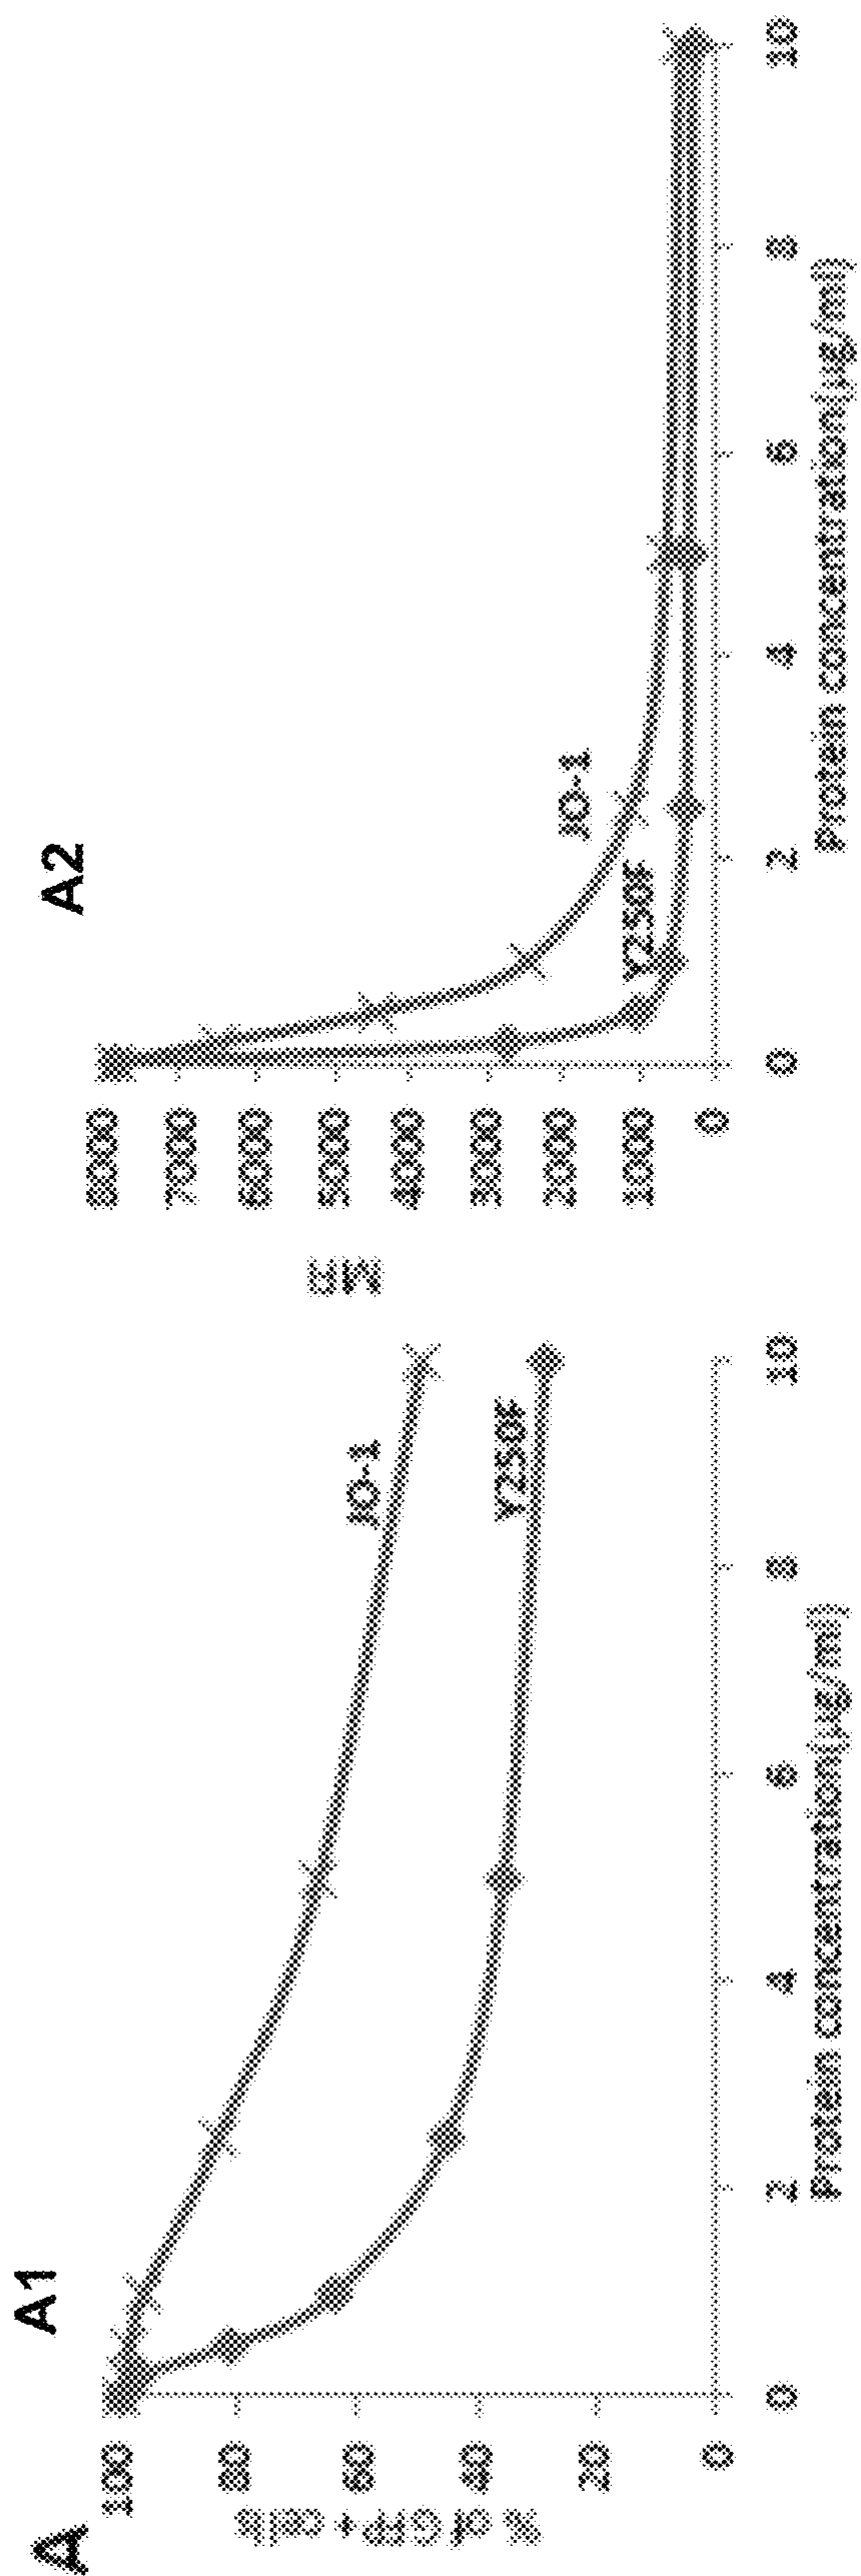 A
A1
% of GFP+ cells
100
80
60
40
20
0
JO-1
Y250F
0 2 4 6 8 10
Protein concentration(µg/ml)
A2
8000
7000
6000
5000
4000
3000
2000
1000
0
JO-1
Y250F
0 2 4 6 8 10
Protein concentration(µg/ml)